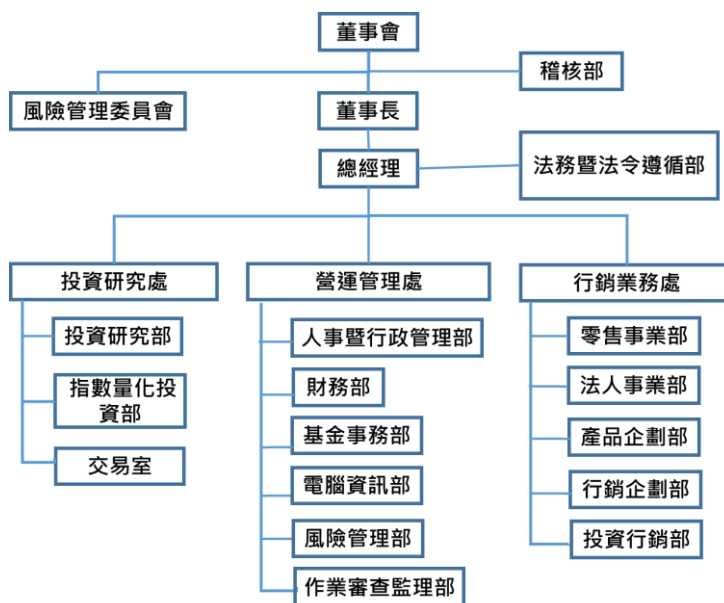 董事會
稽核部
風險管理委員會
董事長
總經理
法務暨法令遵循部
投資研究處
營運管理處
行銷業務處
投資研究部
指數量化投
資部
交易室
人事暨行政管理部
財務部
基金事務部
電腦資訊部
風險管理部
作業審查監理部
零售事業部
法人事業部
產品企劃部
行銷企劃部
投資行銷部